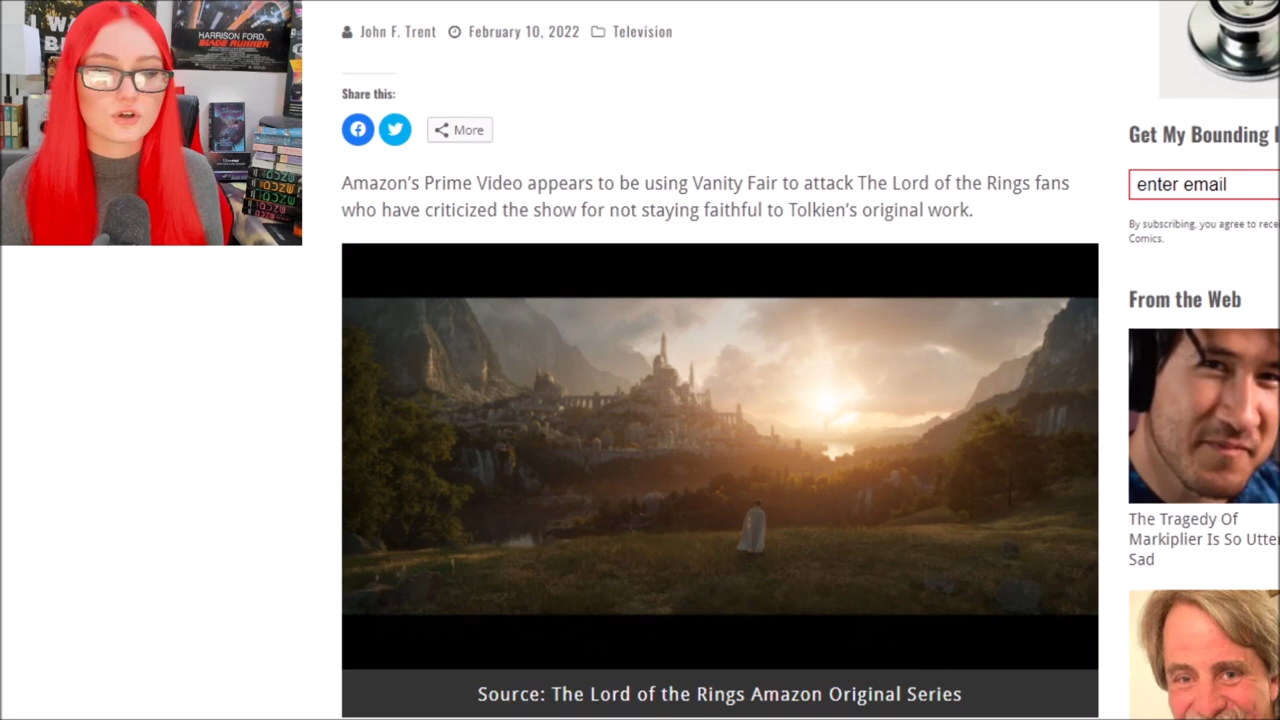 HARRISON FORD.
BLADE RUNNER
John F. Trent February 10, 2022 Television
Share this:
More
Amazon’s Prime Video appears to be using Vanity Fair to attack The Lord of the Rings fans
who have criticized the show for not staying faithful to Tolkien’s original work.
Source: The Lord of the Rings Amazon Original Series
Get My Bounding
enter email
By subscribing, you agree to rece
Comics.
From the Web
The Tragedy Of
Markiplier Is So Utte
Sad